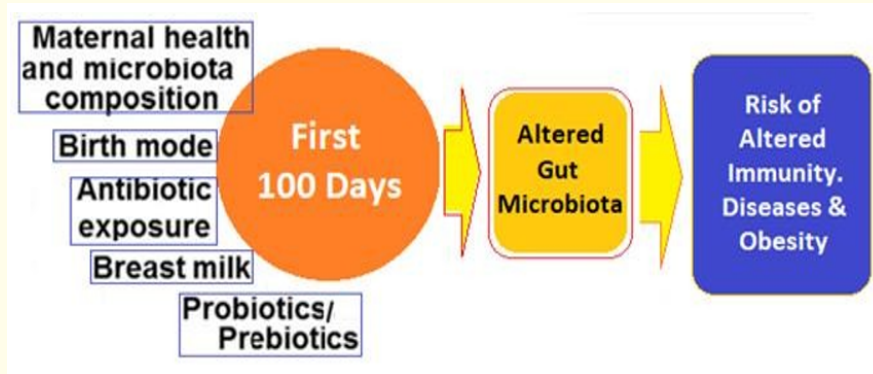 Maternal health
and microbiota
composition
Birth mode
Antibiotic
exposure
Breast milk
Probiotics/
Prebiotics
First
100 Days
Altered
Gut
Microbiota
Risk of
Altered
Immunity.
Diseases &
Obesity